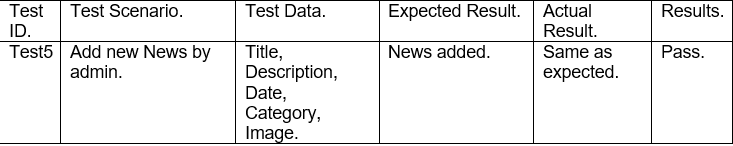 Test ID. Test Scenario. Test Data. Expected Result. Actual Result. Results.
Test5 Add new News by admin. Title, Description, Date, Category, Image. News added. Same as expected. Pass.